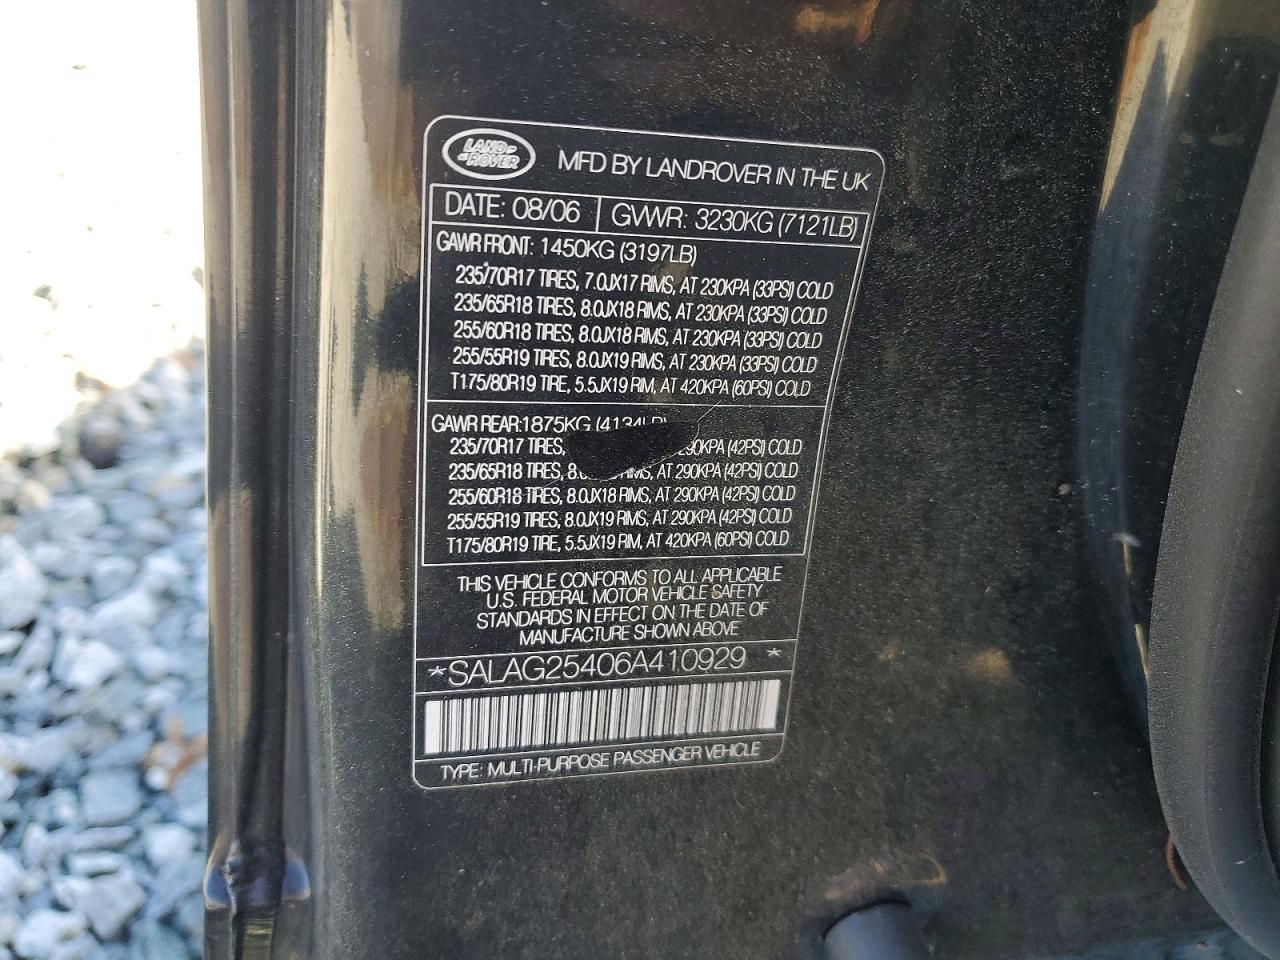 LAND ROVER
MFD BY LANDROVER IN THE UK
DATE: 08/06 GVWR: 3230KG (7121LB)
GAWR FRONT: 1450KG (3197LB)
235/70R17 TIRES, 7.0JX17 RIMS, AT 230KPA (33PSI) COLD
235/65R18 TIRES, 8.0JX18 RIMS, AT 230KPA (33PSI) COLD
255/60R18 TIRES, 8.0JX18 RIMS, AT 230KPA (33PSI) COLD
255/55R19 TIRES, 8.0JX19 RIMS, AT 230KPA (33PSI) COLD
T175/80R19 TIRE, 5.5JX19 RIM, AT 420KPA (60PSI) COLD
GAWR REAR:1875KG (4134LB)
235/70R17 TIRES, 290KPA (42PSI) COLD
235/65R18 TIRES, RIMS, AT 290KPA (42PSI) COLD
255/60R18 TIRES, 8.0JX18 RIMS, AT 290KPA (42PSI) COLD
255/55R19 TIRES, 8.0JX19 RIMS, AT 290KPA (42PSI) COLD
T175/80R19 TIRE, 5.5JX19 RIM, AT 420KPA (60PSI) COLD
THIS VEHICLE CONFORMS TO ALL APPLICABLE
U.S. FEDERAL MOTOR VEHICLE SAFETY
STANDARDS IN EFFECT ON THE DATE OF
MANUFACTURE SHOWN ABOVE
*SALAG25406A410929 *
TYPE: MULTI-PURPOSE PASSENGER VEHICLE